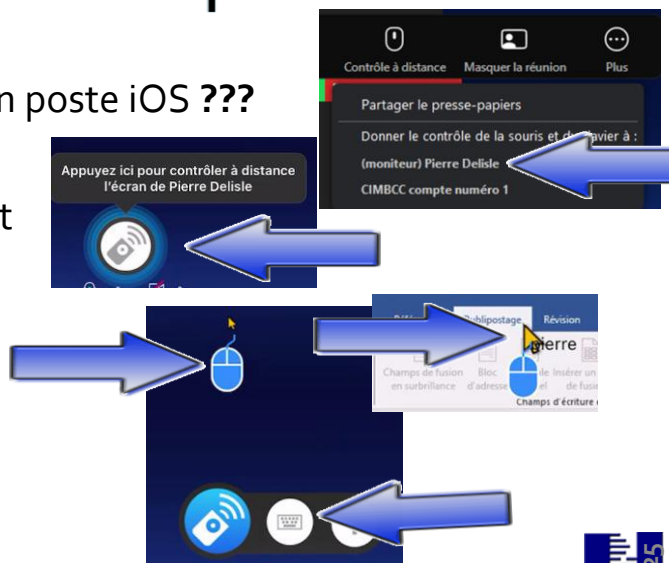 poste iOS ???
Contrôle à distance Masquer la réunion Plus
Partager le presse-papiers
Donner le contrôle de la souris et du clavier à :
(moniteur) Pierre Delisle
CIMBCC compte numéro 1
Appuyez ici pour contrôler à distance
l'écran de Pierre Delisle
t
Publipostage Révision
pierre
Champs de fusion Bloc Insérer un
en surbrillance d'adresse de
Champs d'écriture
25